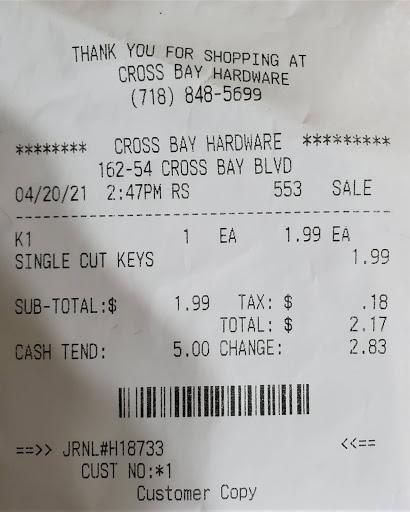 THANK YOU FOR SHOPPING AT
CROSS BAY HARDWARE
(718) 848-5699
******** CROSS BAY HARDWARE *********
162-54 CROSS BAY BLVD
04/20/21 2:47PM RS 553 SALE
K1 1 EA 1.99 EA
SINGLE CUT KEYS 1.99
SUB-TOTAL:$ 1.99 TAX: $ .18
TOTAL: $ 2.17
CASH TEND: 5.00 CHANGE: 2.83
==>> JRNL#H18733 <<==
CUST NO:*1
Customer Copy